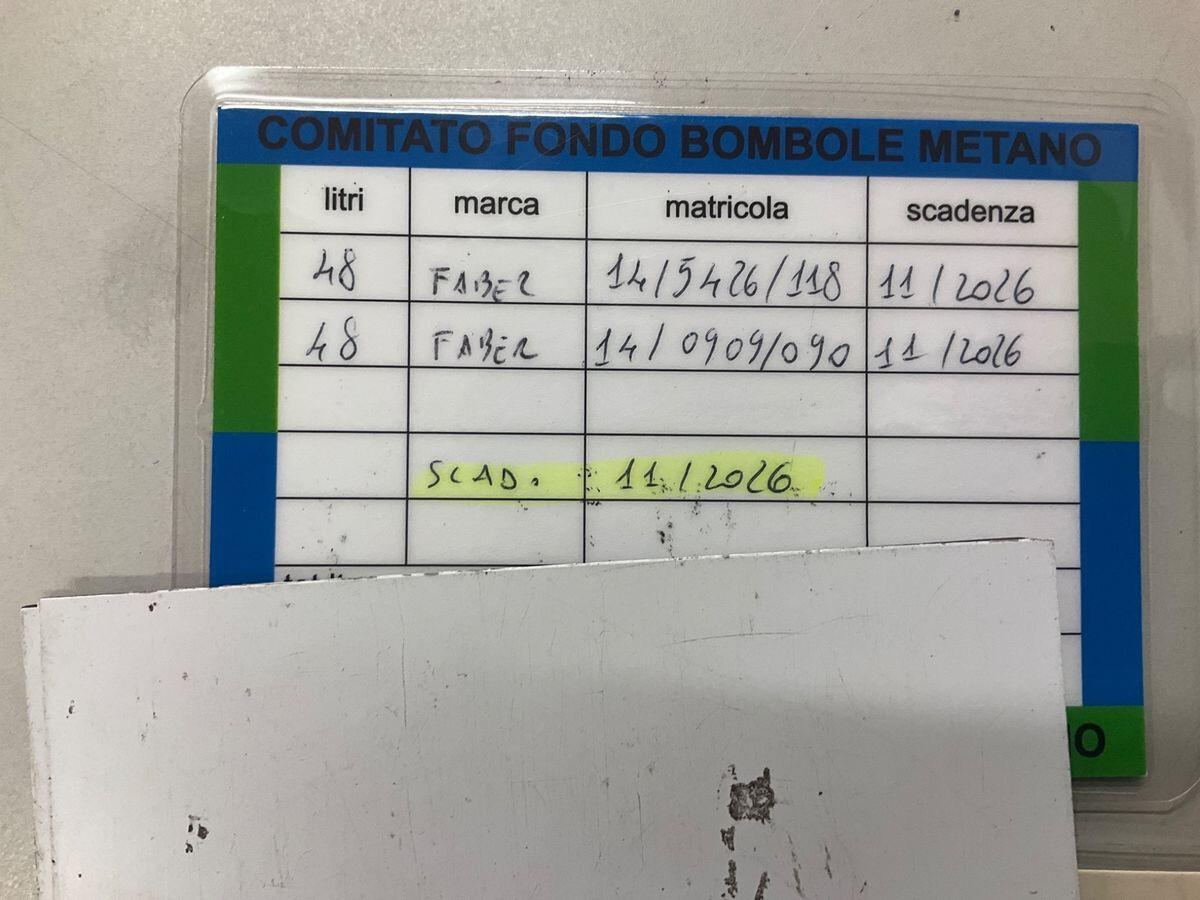 COMITATO FONDO BOMBOLE METANO
litri marca matricola scadenza
48 FABER 14/5426/118 11/2026
48 FABER 14/0909/090 11/2026
SCAD. 11/2026